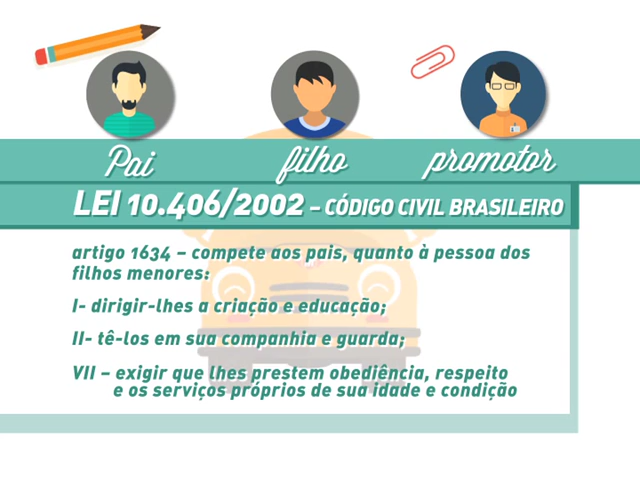 Pai filho promotor
LEI 10.406/2002 – CÓDIGO CIVIL BRASILEIRO
artigo 1634 – compete aos pais, quanto à pessoa dos
filhos menores:
I- dirigir-lhes a criação e educação;
II- tê-los em sua companhia e guarda;
VII – exigir que lhes prestem obediência, respeito
e os serviços próprios de sua idade e condição